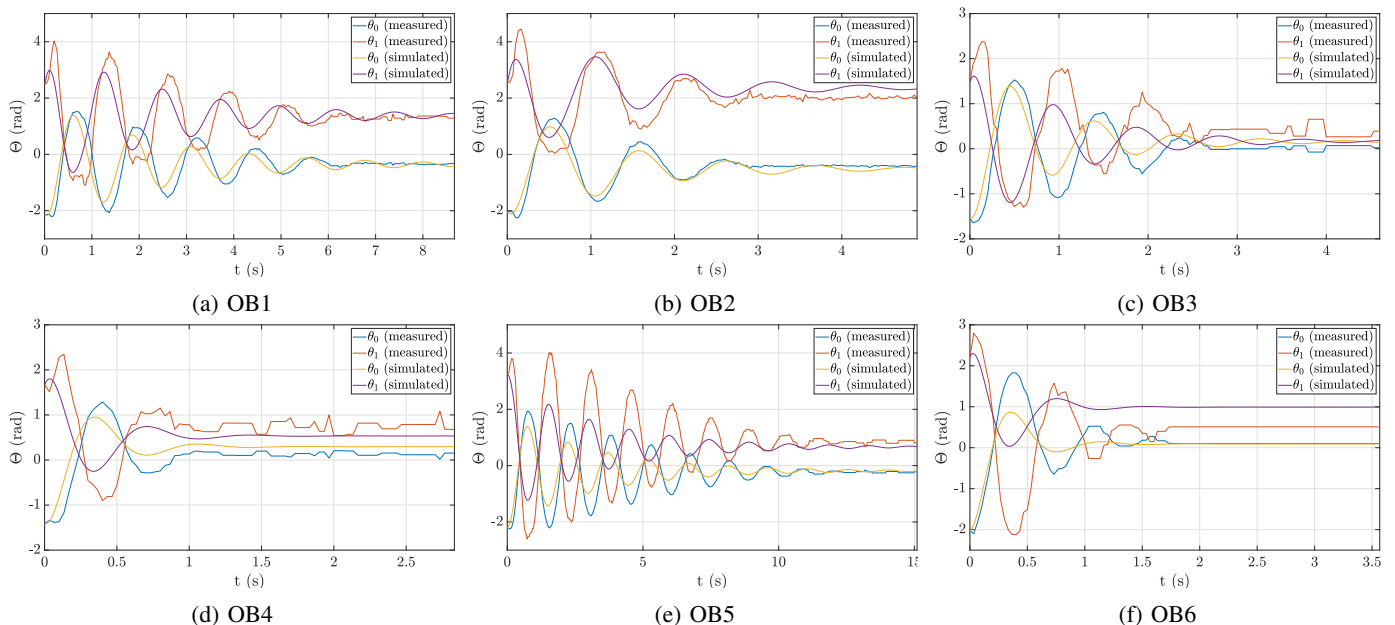 θ₀ (measured)
θ₁ (measured)
θ₀ (simulated)
θ₁ (simulated)
Θ (rad)
4
2
0
-2
0 1 2 3 4 5 6 7 8
t (s)
(a) OB1
θ₀ (measured)
θ₁ (measured)
θ₀ (simulated)
θ₁ (simulated)
Θ (rad)
4
2
0
-2
0 1 2 3 4
t (s)
(b) OB2
θ₀ (measured)
θ₁ (measured)
θ₀ (simulated)
θ₁ (simulated)
Θ (rad)
3
2
1
0
-1
-2
0 1 2 3 4
t (s)
(c) OB3
θ₀ (measured)
θ₁ (measured)
θ₀ (simulated)
θ₁ (simulated)
Θ (rad)
3
2
1
0
-1
-2
0 0.5 1 1.5 2 2.5
t (s)
(d) OB4
θ₀ (measured)
θ₁ (measured)
θ₀ (simulated)
θ₁ (simulated)
Θ (rad)
4
2
0
-2
0 5 10 15
t (s)
(e) OB5
θ₀ (measured)
θ₁ (measured)
θ₀ (simulated)
θ₁ (simulated)
Θ (rad)
3
2
1
0
-1
-2
0 0.5 1 1.5 2 2.5 3 3.5
t (s)
(f) OB6